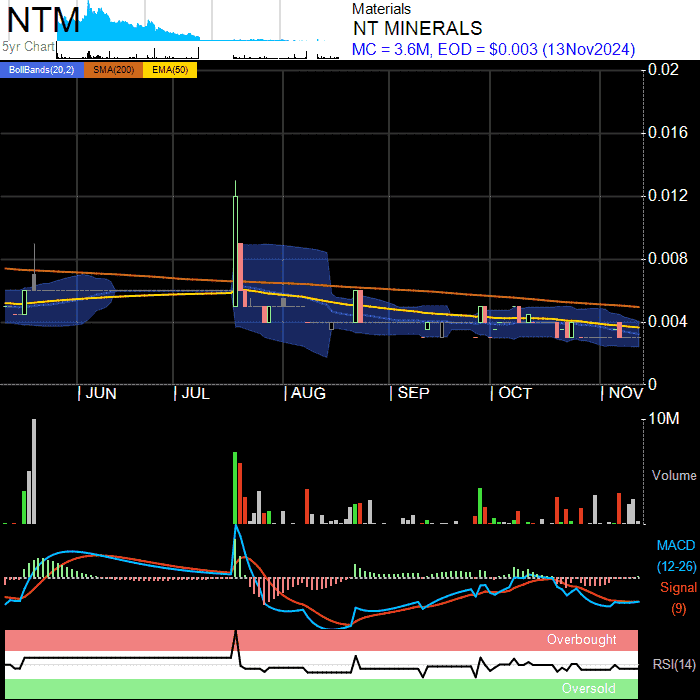 NTM
5yr Chart
Materials
NT MINERALS
MC = 3.6M, EOD = $0.003 (13Nov2024)
BollBands(20,2) SMA(200) EMA(50)
0.02
0.016
0.012
0.008
0.004
0
JUN JUL AUG SEP OCT NOV
10M
Volume
MACD
(12-26)
Signal
(9)
Overbought
RSI(14)
Oversold